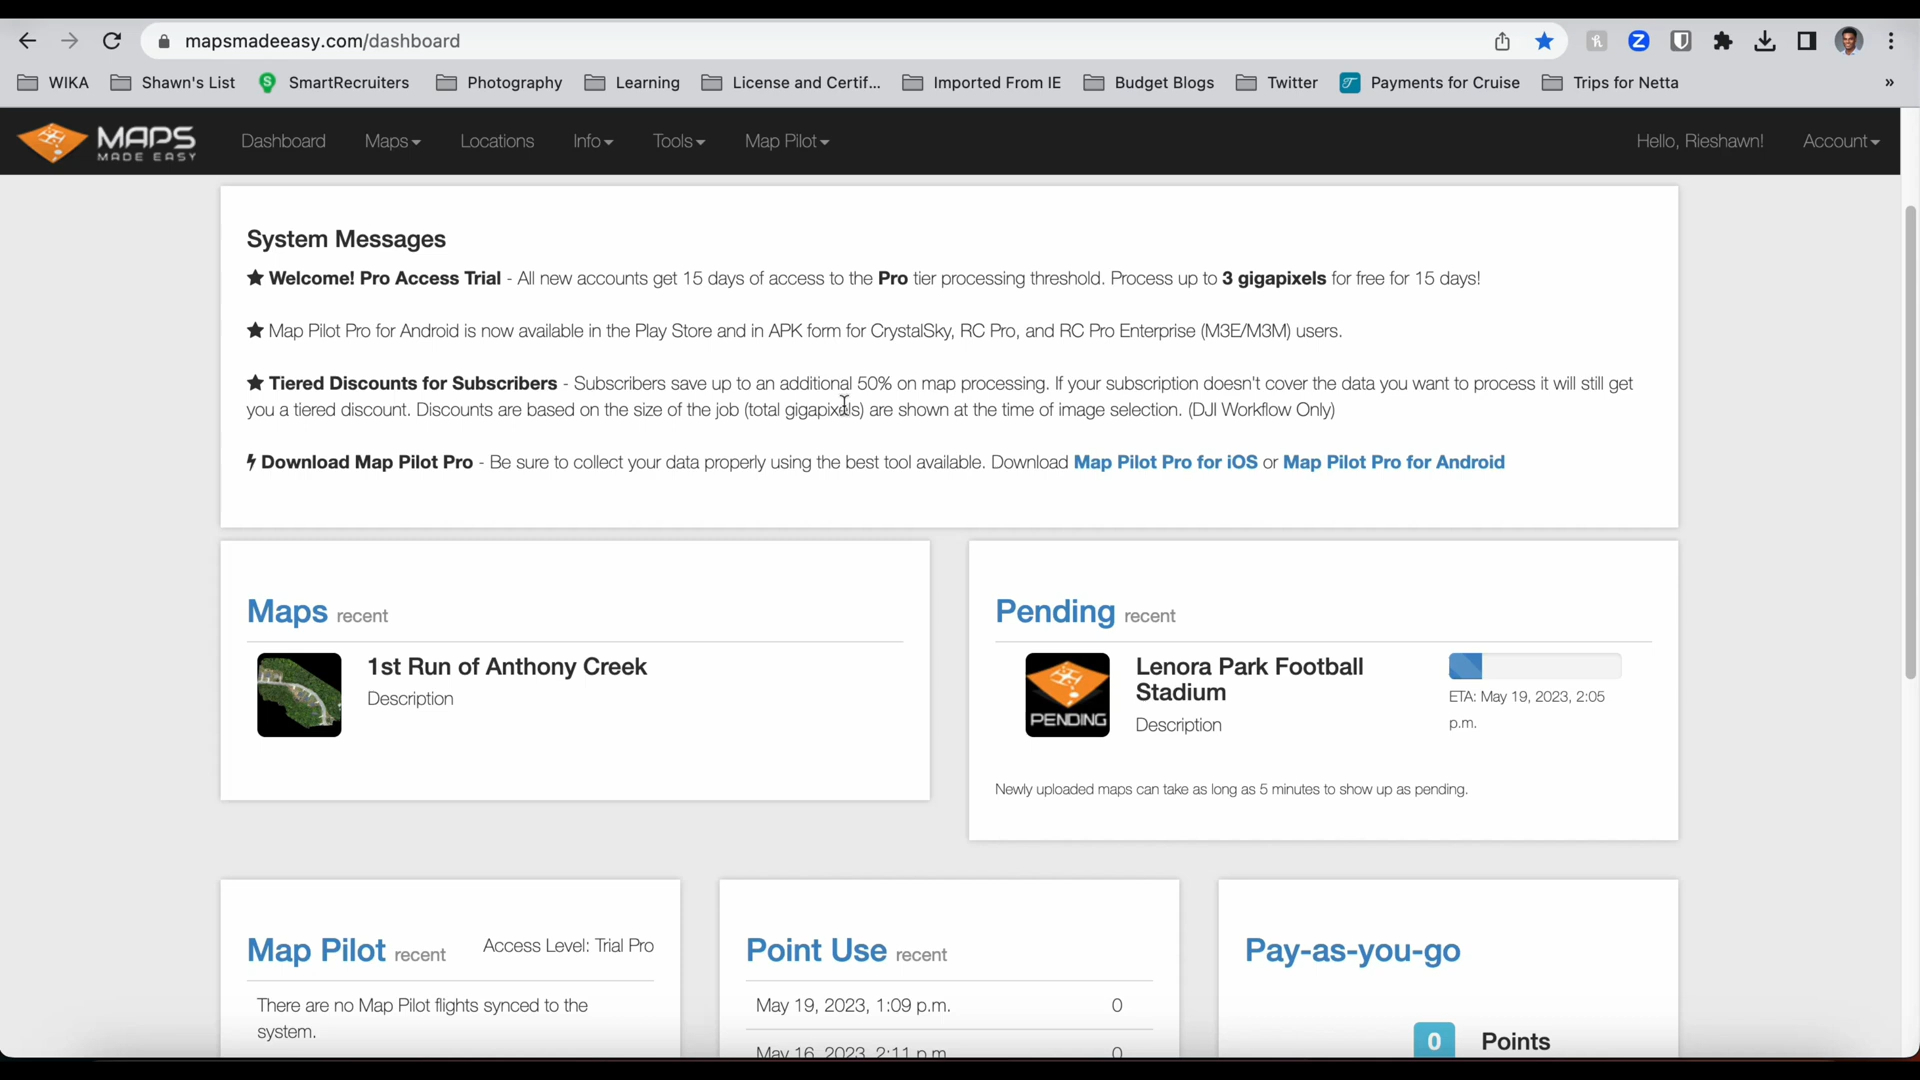 mapsmadeeasy.com/dashboard
WIKA
Shawn's List
SmartRecruiters
Photography
Learning
License and Certif...
Imported From IE
Budget Blogs
Twitter
Payments for Cruise
Trips for Netta
»
MAPS
MADE EASY
Dashboard
Maps
Locations
Info
Tools
Map Pilot
Hello, Rieshawn!
Account
System Messages
Welcome! Pro Access Trial - All new accounts get 15 days of access to the Pro tier processing threshold. Process up to 3 gigapixels for free for 15 days!
Map Pilot Pro for Android is now available in the Play Store and in APK form for CrystalSky, RC Pro, and RC Pro Enterprise (M3E/M3M) users.
Tiered Discounts for Subscribers - Subscribers save up to an additional 50% on map processing. If your subscription doesn't cover the data you want to process it will still get
you a tiered discount. Discounts are based on the size of the job (total gigapixels) are shown at the time of image selection. (DJI Workflow Only)
Download Map Pilot Pro - Be sure to collect your data properly using the best tool available. Download Map Pilot Pro for iOS or Map Pilot Pro for Android
Maps recent
1st Run of Anthony Creek
Description
Pending recent
PENDING
Lenora Park Football
Stadium
Description
ETA: May 19, 2023, 2:05
p.m.
Newly uploaded maps can take as long as 5 minutes to show up as pending.
Map Pilot recent
Access Level: Trial Pro
There are no Map Pilot flights synced to the
system.
Point Use recent
May 19, 2023, 1:09 p.m. 0
May 16, 2023, 2:11 p.m. 0
Pay-as-you-go
0 Points